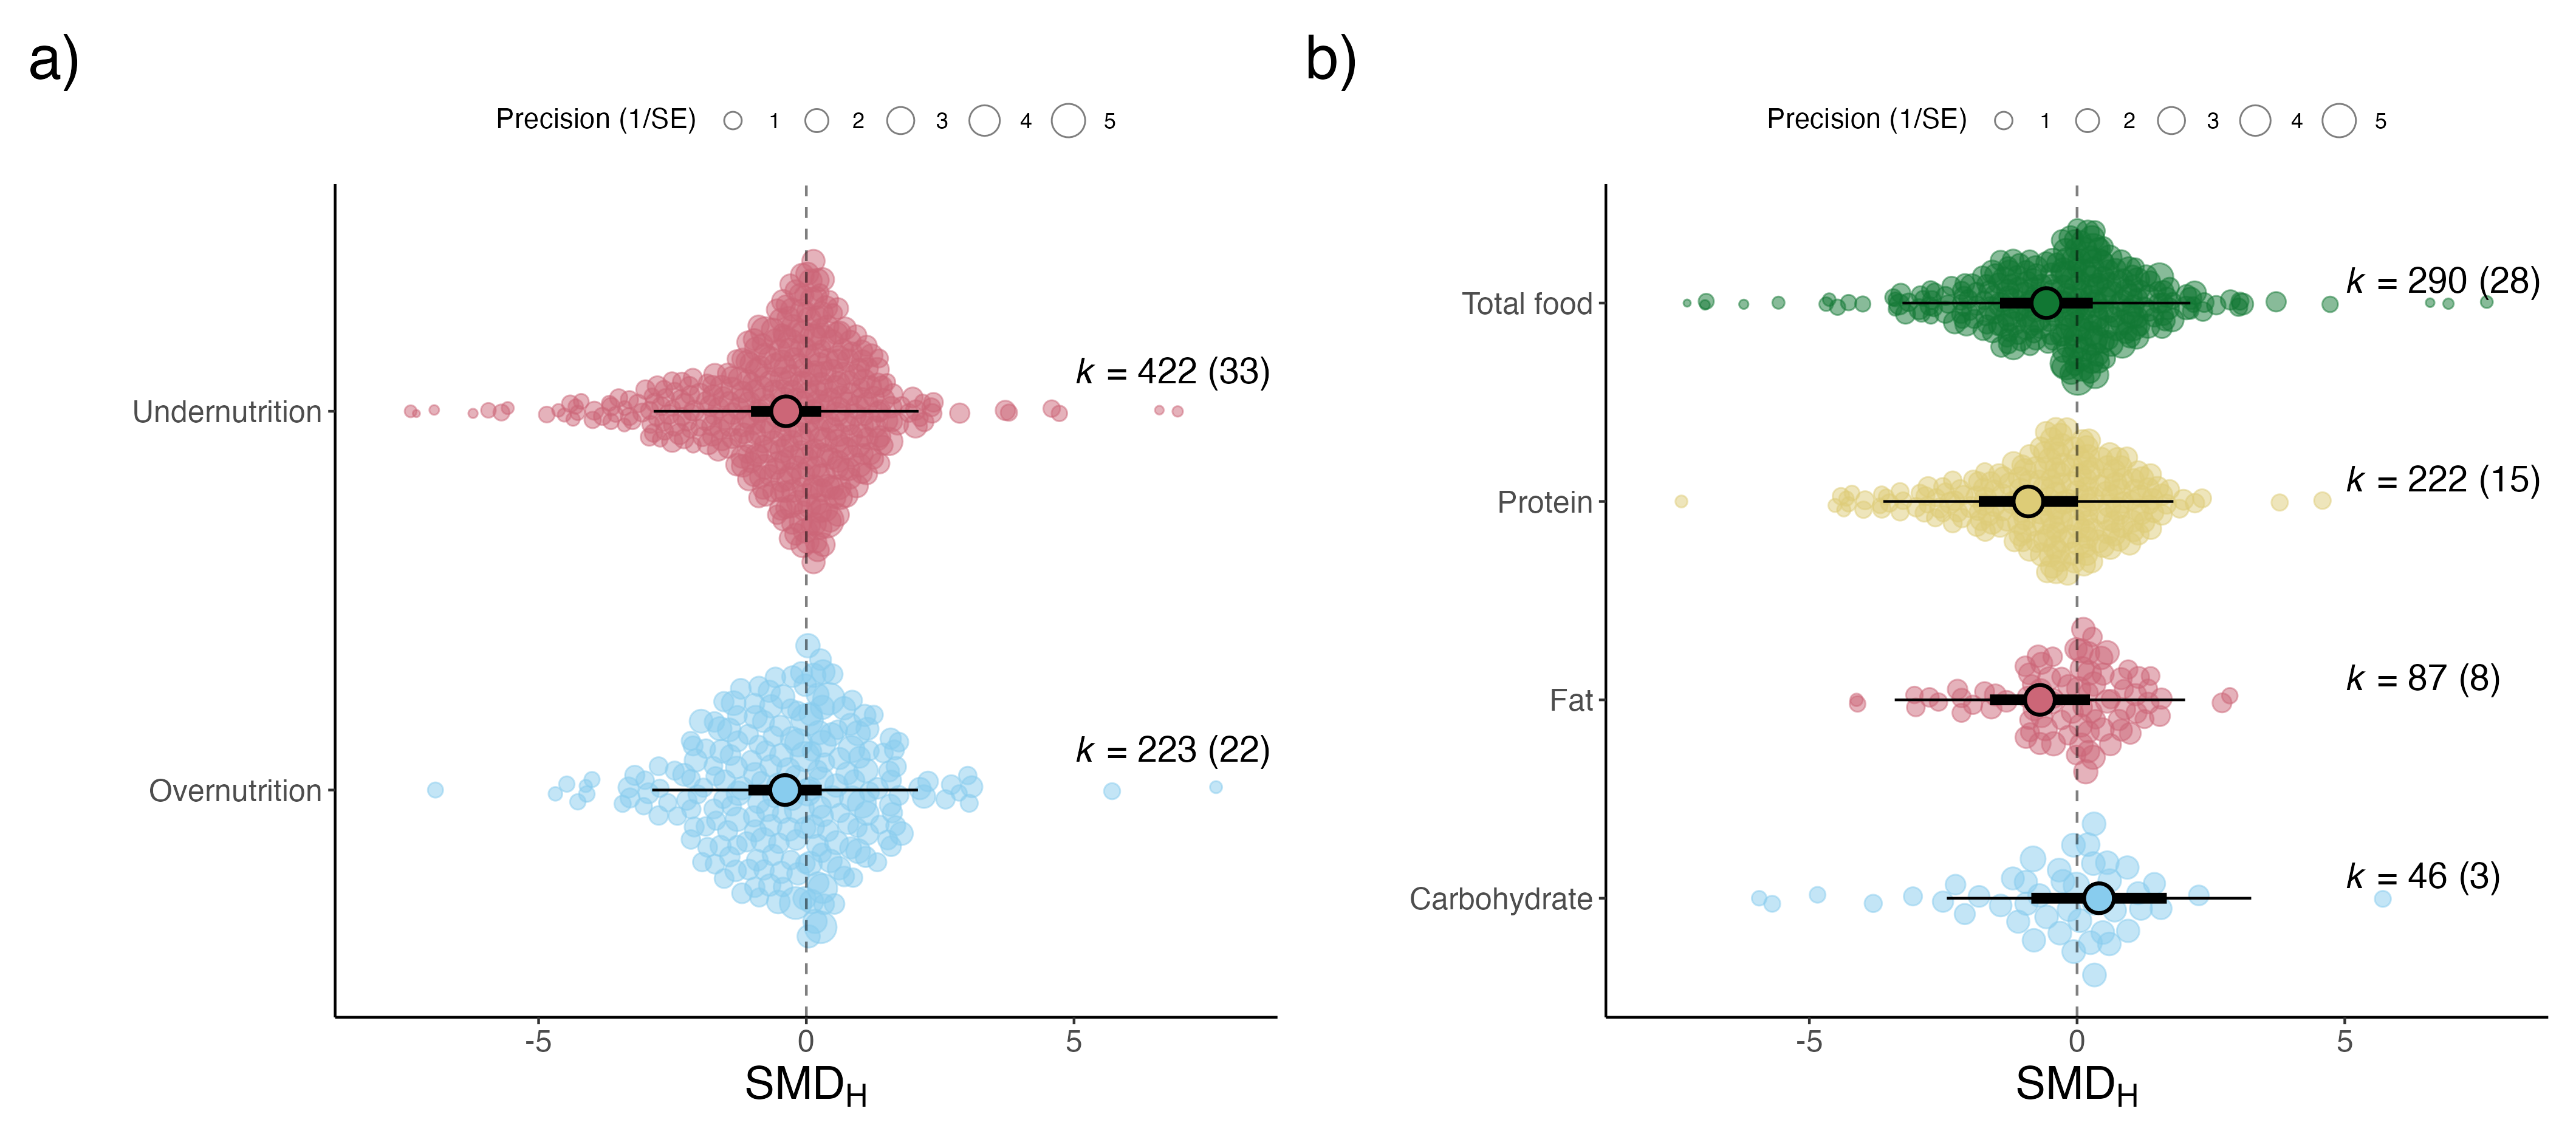 a)
Precision (1/SE) 1 2 3 4 5
Undernutrition
k = 422 (33)
Overnutrition
k = 223 (22)
-5 0 5
SMD_H
b)
Precision (1/SE) 1 2 3 4 5
Total food
k = 290 (28)
Protein
k = 222 (15)
Fat
k = 87 (8)
Carbohydrate
k = 46 (3)
-5 0 5
SMD_H